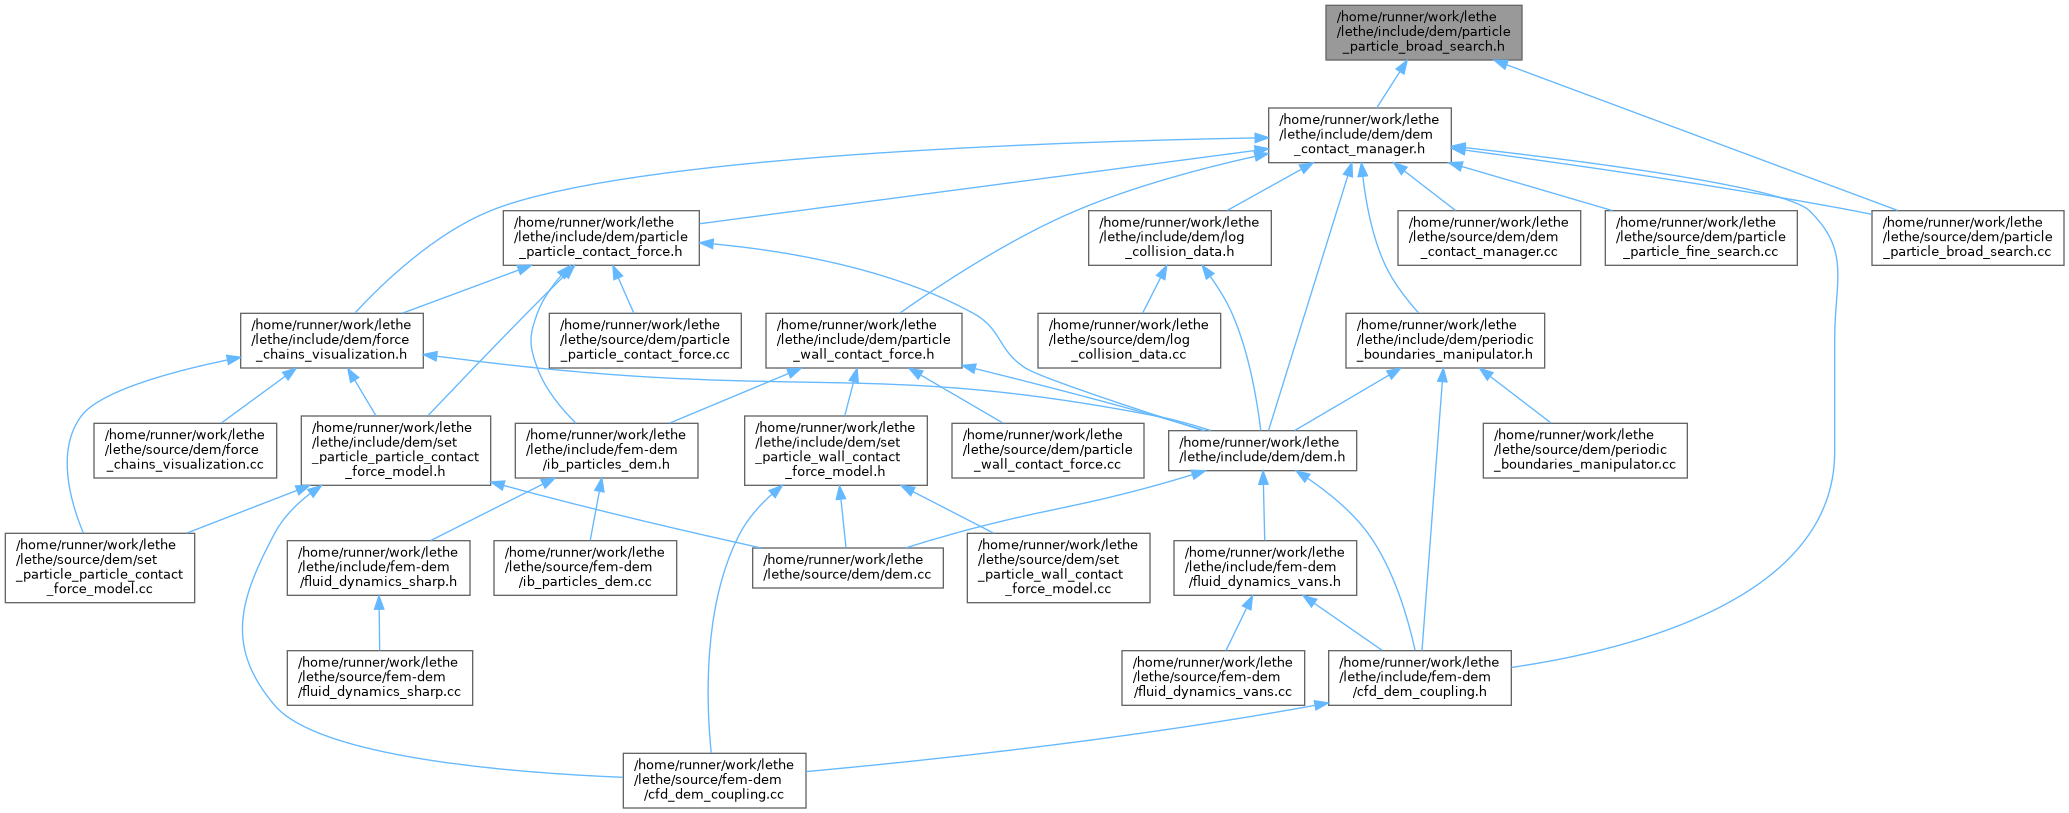 /home/runner/work/lethe
/lethe/include/dem/particle
_particle_broad_search.h
/home/runner/work/lethe
/lethe/include/dem/dem
_contact_manager.h
/home/runner/work/lethe
/lethe/include/dem/particle
_particle_contact_force.h
/home/runner/work/lethe
/lethe/include/dem/log
_collision_data.h
/home/runner/work/lethe
/lethe/source/dem/dem
_contact_manager.cc
/home/runner/work/lethe
/lethe/source/dem/particle
_particle_fine_search.cc
/home/runner/work/lethe
/lethe/source/dem/particle
_particle_broad_search.cc
/home/runner/work/lethe
/lethe/include/dem/force
_chains_visualization.h
/home/runner/work/lethe
/lethe/source/dem/particle
_particle_contact_force.cc
/home/runner/work/lethe
/lethe/include/dem/particle
_wall_contact_force.h
/home/runner/work/lethe
/lethe/source/dem/log
_collision_data.cc
/home/runner/work/lethe
/lethe/include/dem/periodic
_boundaries_manipulator.h
/home/runner/work/lethe
/lethe/source/dem/force
_chains_visualization.cc
/home/runner/work/lethe
/lethe/include/dem/set
_particle_particle_contact
_force_model.h
/home/runner/work/lethe
/lethe/include/fem-dem
/ib_particles_dem.h
/home/runner/work/lethe
/lethe/include/dem/set
_particle_wall_contact
_force_model.h
/home/runner/work/lethe
/lethe/source/dem/particle
_wall_contact_force.cc
/home/runner/work/lethe
/lethe/include/dem/dem.h
/home/runner/work/lethe
/lethe/source/dem/periodic
_boundaries_manipulator.cc
/home/runner/work/lethe
/lethe/source/dem/set
_particle_particle_contact
_force_model.cc
/home/runner/work/lethe
/lethe/include/fem-dem
/fluid_dynamics_sharp.h
/home/runner/work/lethe
/lethe/source/fem-dem
/ib_particles_dem.cc
/home/runner/work/lethe
/lethe/source/dem/dem.cc
/home/runner/work/lethe
/lethe/source/dem/set
_particle_wall_contact
_force_model.cc
/home/runner/work/lethe
/lethe/include/fem-dem
/fluid_dynamics_vans.h
/home/runner/work/lethe
/lethe/source/fem-dem
/fluid_dynamics_sharp.cc
/home/runner/work/lethe
/lethe/source/fem-dem
/fluid_dynamics_vans.cc
/home/runner/work/lethe
/lethe/include/fem-dem
/cfd_dem_coupling.h
/home/runner/work/lethe
/lethe/source/fem-dem
/cfd_dem_coupling.cc